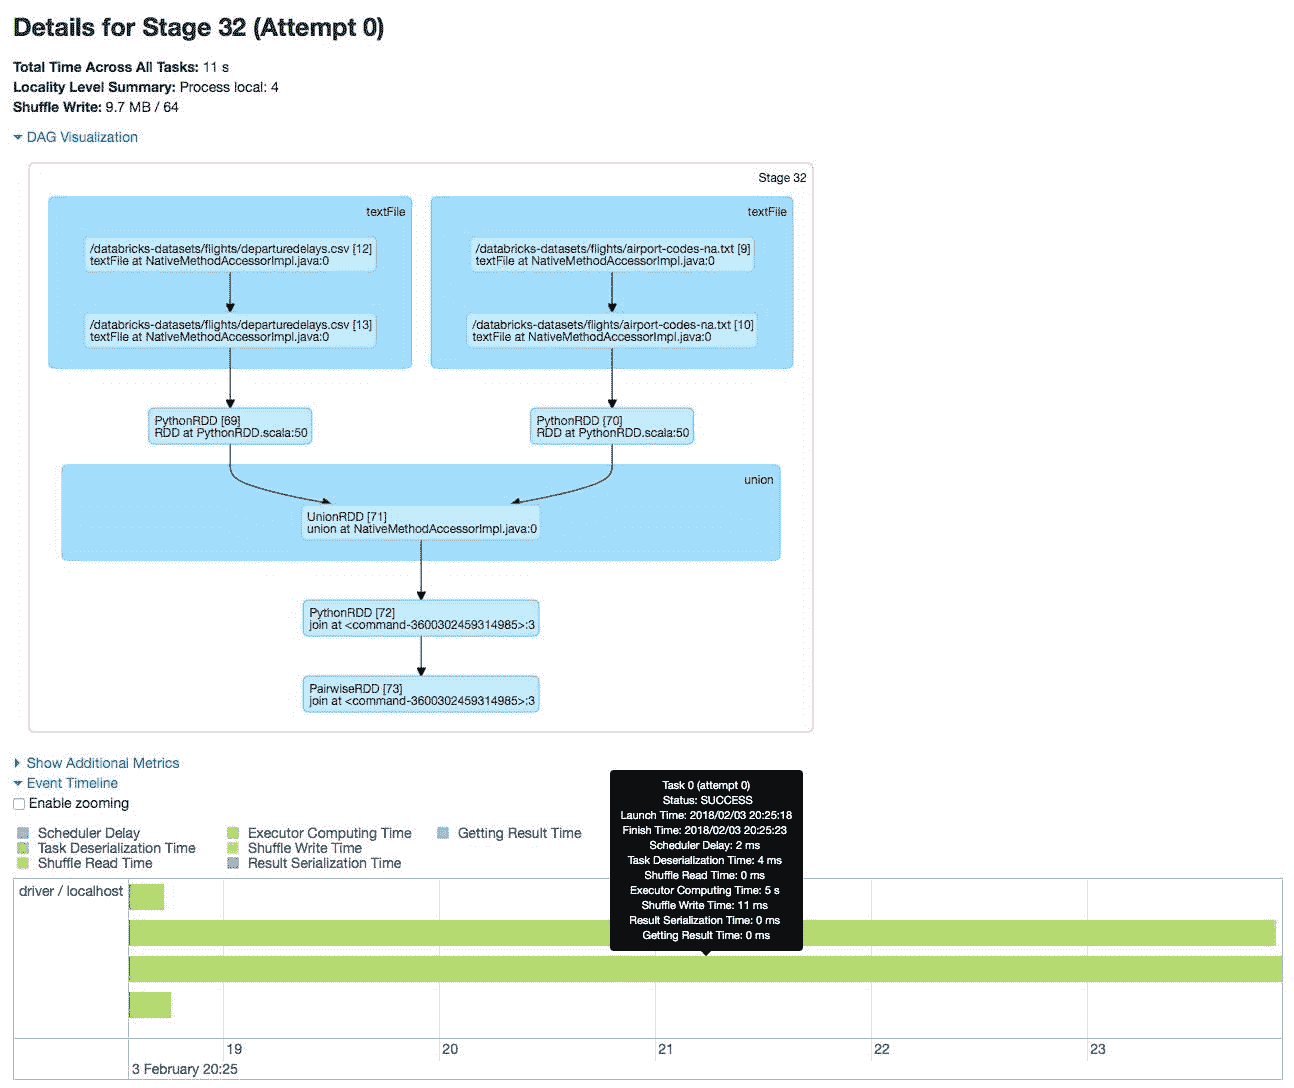 Details for Stage 32 (Attempt 0)
Total Time Across All Tasks: 11 s
Locality Level Summary: Process local: 4
Shuffle Write: 9.7 MB / 64
DAG Visualization
Stage 32
textFile
/databricks-datasets/flights/departuredelays.csv [12]
textFile at NativeMethodAccessorImpl.java:0
/databricks-datasets/flights/departuredelays.csv [13]
textFile at NativeMethodAccessorImpl.java:0
textFile
/databricks-datasets/flights/airport-codes-na.txt [9]
textFile at NativeMethodAccessorImpl.java:0
/databricks-datasets/flights/airport-codes-na.txt [10]
textFile at NativeMethodAccessorImpl.java:0
PythonRDD [69]
RDD at PythonRDD.scala:50
PythonRDD [70]
RDD at PythonRDD.scala:50
union
UnionRDD [71]
union at NativeMethodAccessorImpl.java:0
PythonRDD [72]
join at <command-3600302459314985>:3
PairwiseRDD [73]
join at <command-3600302459314985>:3
Show Additional Metrics
Event Timeline
Enable zooming
Scheduler Delay
Task Deserialization Time
Shuffle Read Time
Executor Computing Time
Shuffle Write Time
Result Serialization Time
Getting Result Time
Task 0 (attempt 0)
Status: SUCCESS
Launch Time: 2018/02/03 20:25:18
Finish Time: 2018/02/03 20:25:23
Scheduler Delay: 2 ms
Task Deserialization Time: 4 ms
Shuffle Read Time: 0 ms
Executor Computing Time: 5 s
Shuffle Write Time: 11 ms
Result Serialization Time: 0 ms
Getting Result Time: 0 ms
driver / localhost
19 20 21 22 23
3 February 20:25